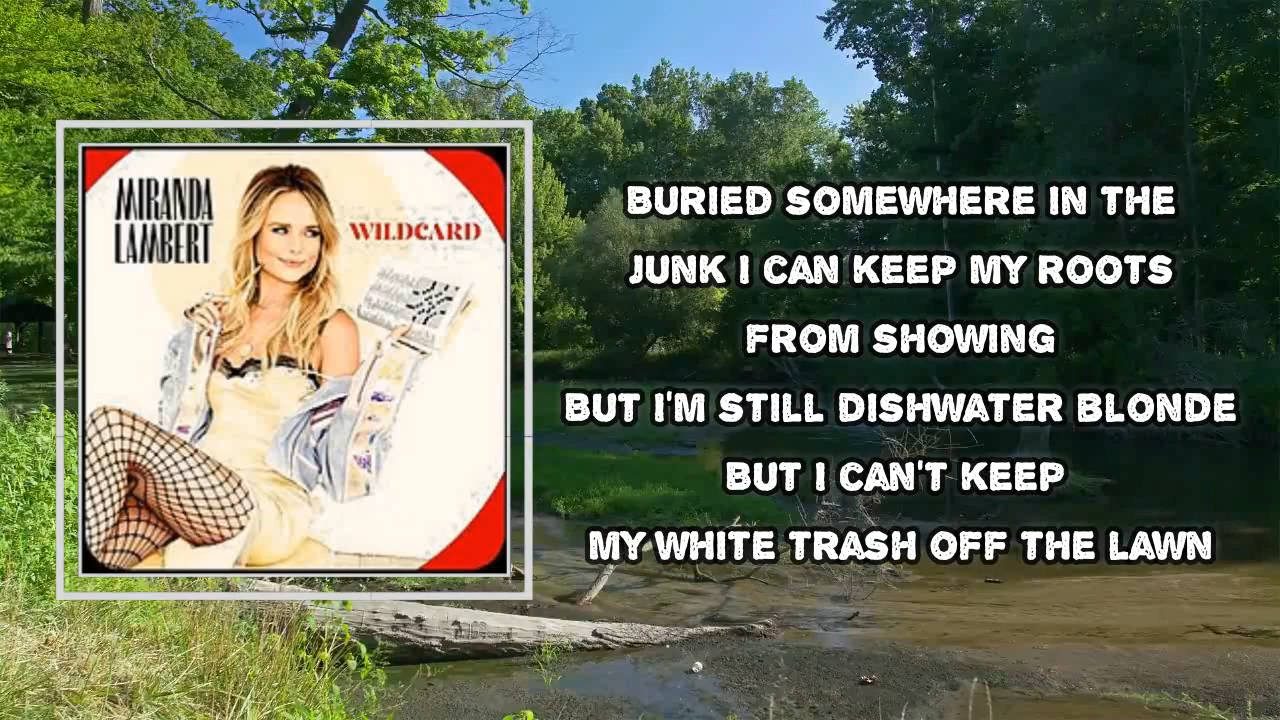 MIRANDA
LAMBERT
WILDCARD
BURIED SOMEWHERE IN THE
JUNK I CAN KEEP MY ROOTS
FROM SHOWING
BUT I'M STILL DISHWATER BLONDE
BUT I CAN'T KEEP
MY WHITE TRASH OFF THE LAWN